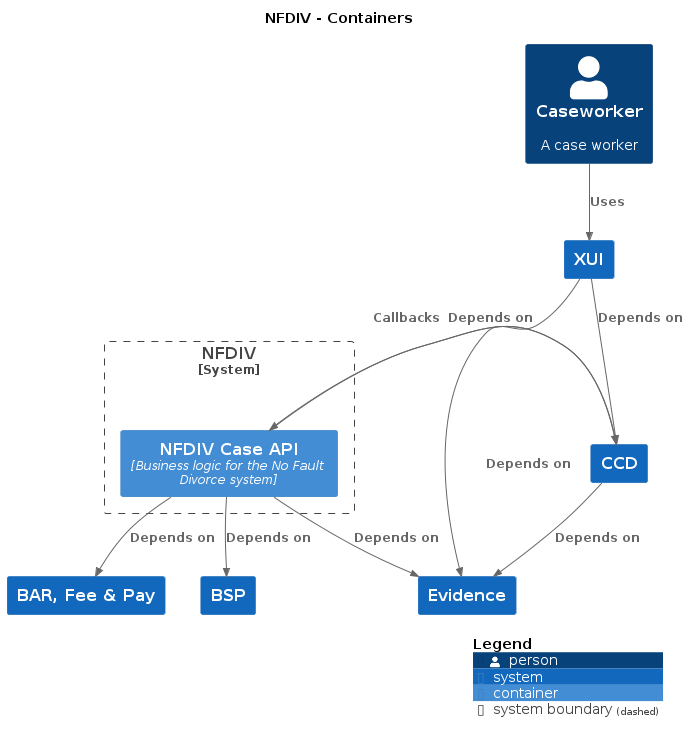 NFDIV - Containers
Caseworker
A case worker
Uses
XUI
Callbacks
Depends on
Depends on
NFDIV
[System]
NFDIV Case API
[Business logic for the No Fault
Divorce system]
Depends on
CCD
Depends on
Depends on
Depends on
Depends on
BAR, Fee & Pay
BSP
Evidence
Legend
person
system
container
system boundary (dashed)